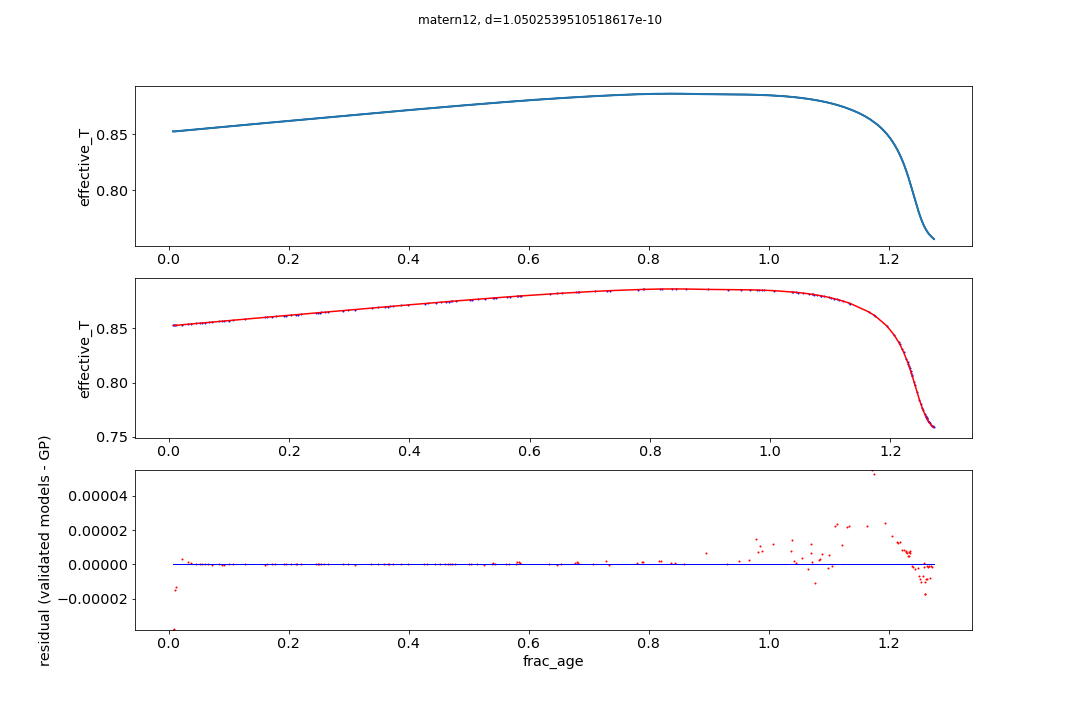 matern12, d=1.0502539510518617e-10
effective_T
0.85
0.80
0.0 0.2 0.4 0.6 0.8 1.0 1.2
effective_T
0.85
0.80
0.75
0.0 0.2 0.4 0.6 0.8 1.0 1.2
residual (validated models - GP)
0.00004
0.00002
0.00000
−0.00002
0.0 0.2 0.4 0.6 0.8 1.0 1.2
frac_age